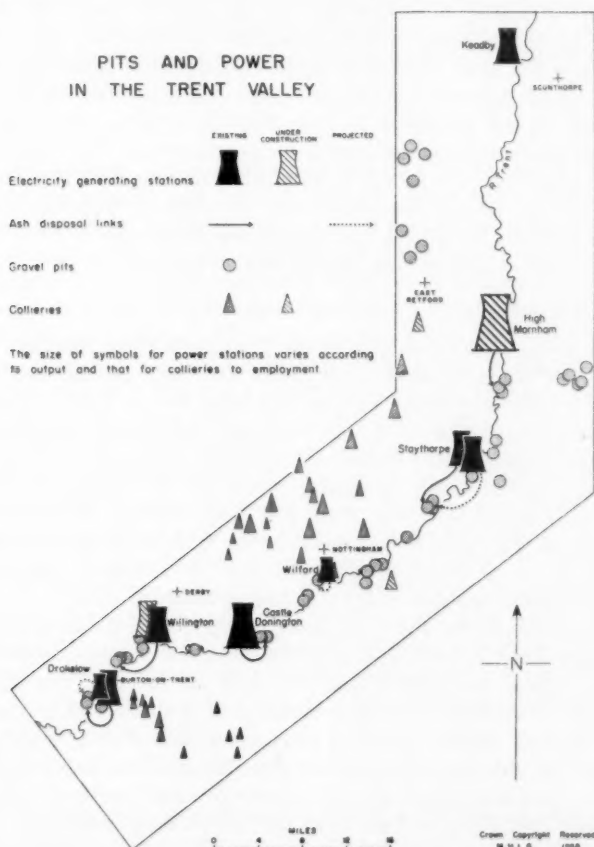 PITS AND POWER
IN THE TRENT VALLEY
EXISTING
UNDER
CONSTRUCTION
PROJECTED
Electricity generating stations
Ash disposal links
Gravel pits
Collieries
The size of symbols for power stations varies according
to output and that for collieries to employment
Keadby
SCUNTHORPE
R. Trent
EAST
RETFORD
High
Marnham
Staythorpe
NOTTINGHAM
Wilford
DERBY
Castle
Donington
Willington
Drakelow
BURTON-ON-TRENT
N
MILES
0 4 8 12 16
Crown Copyright Reserved
M.H.L.G.